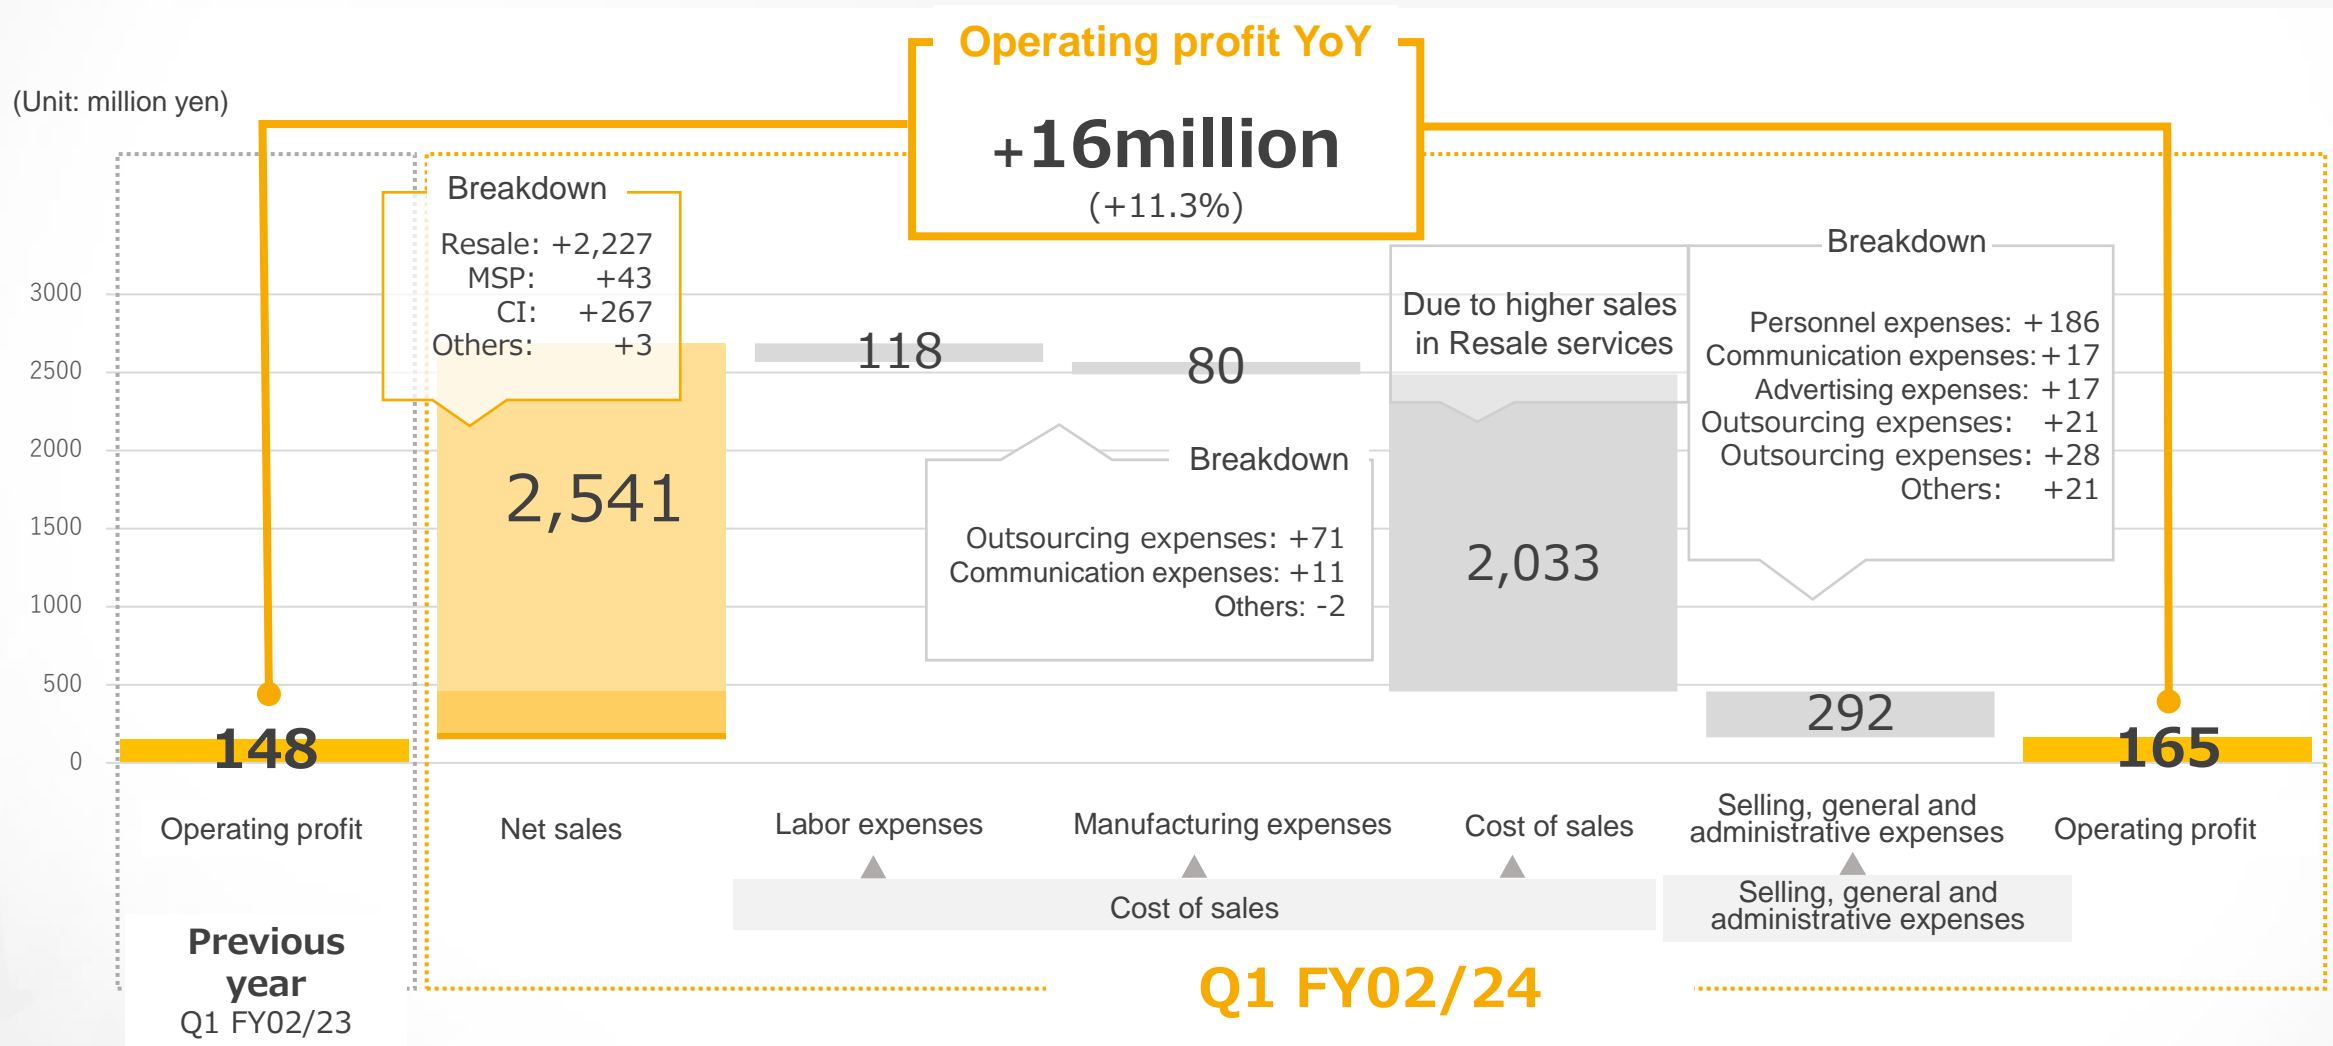 Operating profit YoY
+16million
(+11.3%)
(Unit: million yen)
Breakdown
Resale: +2,227
MSP: +43
CI: +267
Others: +3
3000
2500
2000
1500
1000
500
0
148
2,541
118
80
Breakdown
Outsourcing expenses: +71
Communication expenses: +11
Others: -2
Due to higher sales
in Resale services
2,033
Breakdown
Personnel expenses: +186
Communication expenses: +17
Advertising expenses: +17
Outsourcing expenses: +21
Outsourcing expenses: +28
Others: +21
292
165
Operating profit
Net sales
Labor expenses
Manufacturing expenses
Cost of sales
Selling, general and
administrative expenses
Operating profit
Cost of sales
Selling, general and
administrative expenses
Previous
year
Q1 FY02/23
Q1 FY02/24